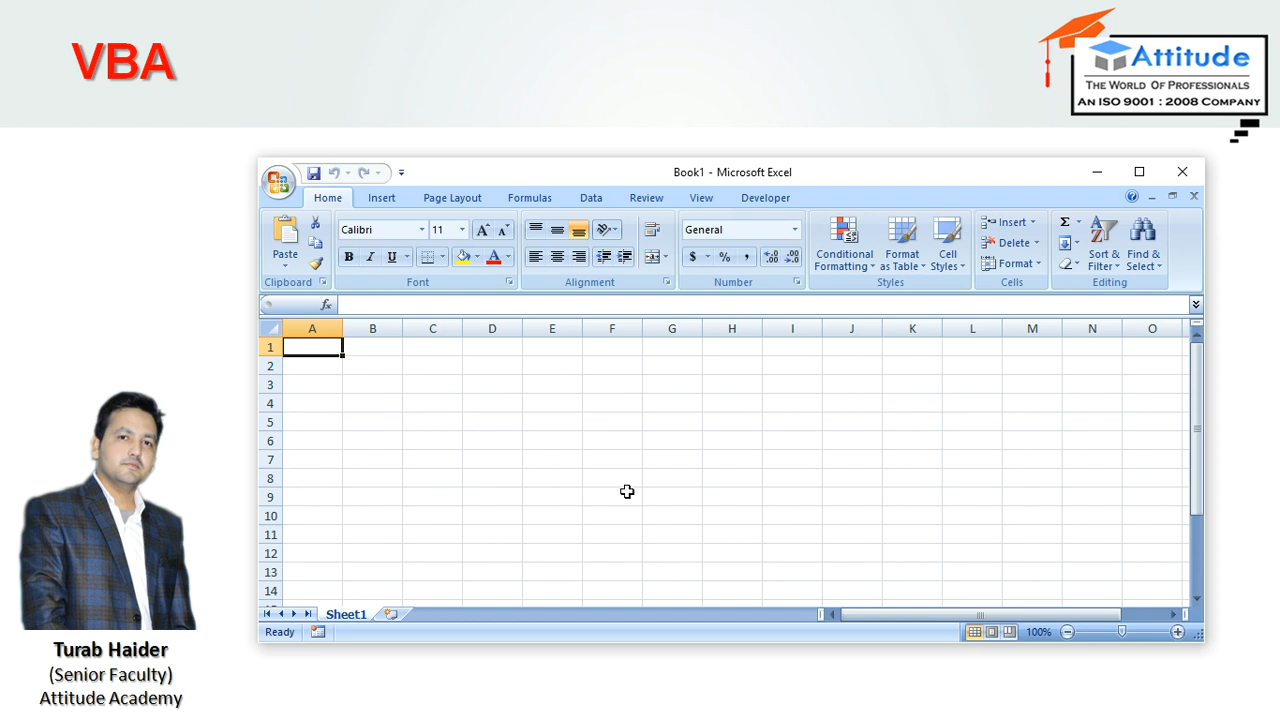 VBA
Attitude
THE WORLD OF PROFESSIONALS
AN ISO 9001 : 2008 COMPANY
Book1 - Microsoft Excel
Home Insert Page Layout Formulas Data Review View Developer
Paste
Calibri 11
B I U A
General
$ % ,
Conditional Formatting
Format as Table
Cell Styles
Insert
Delete
Format
Σ
Sort & Filter
Find & Select
Clipboard Font Alignment Number Styles Cells Editing
fx
A B C D E F G H I J K L M N O
1
2
3
4
5
6
7
8
9
10
11
12
13
14
Sheet1
Ready 100%
Turab Haider
(Senior Faculty)
Attitude Academy